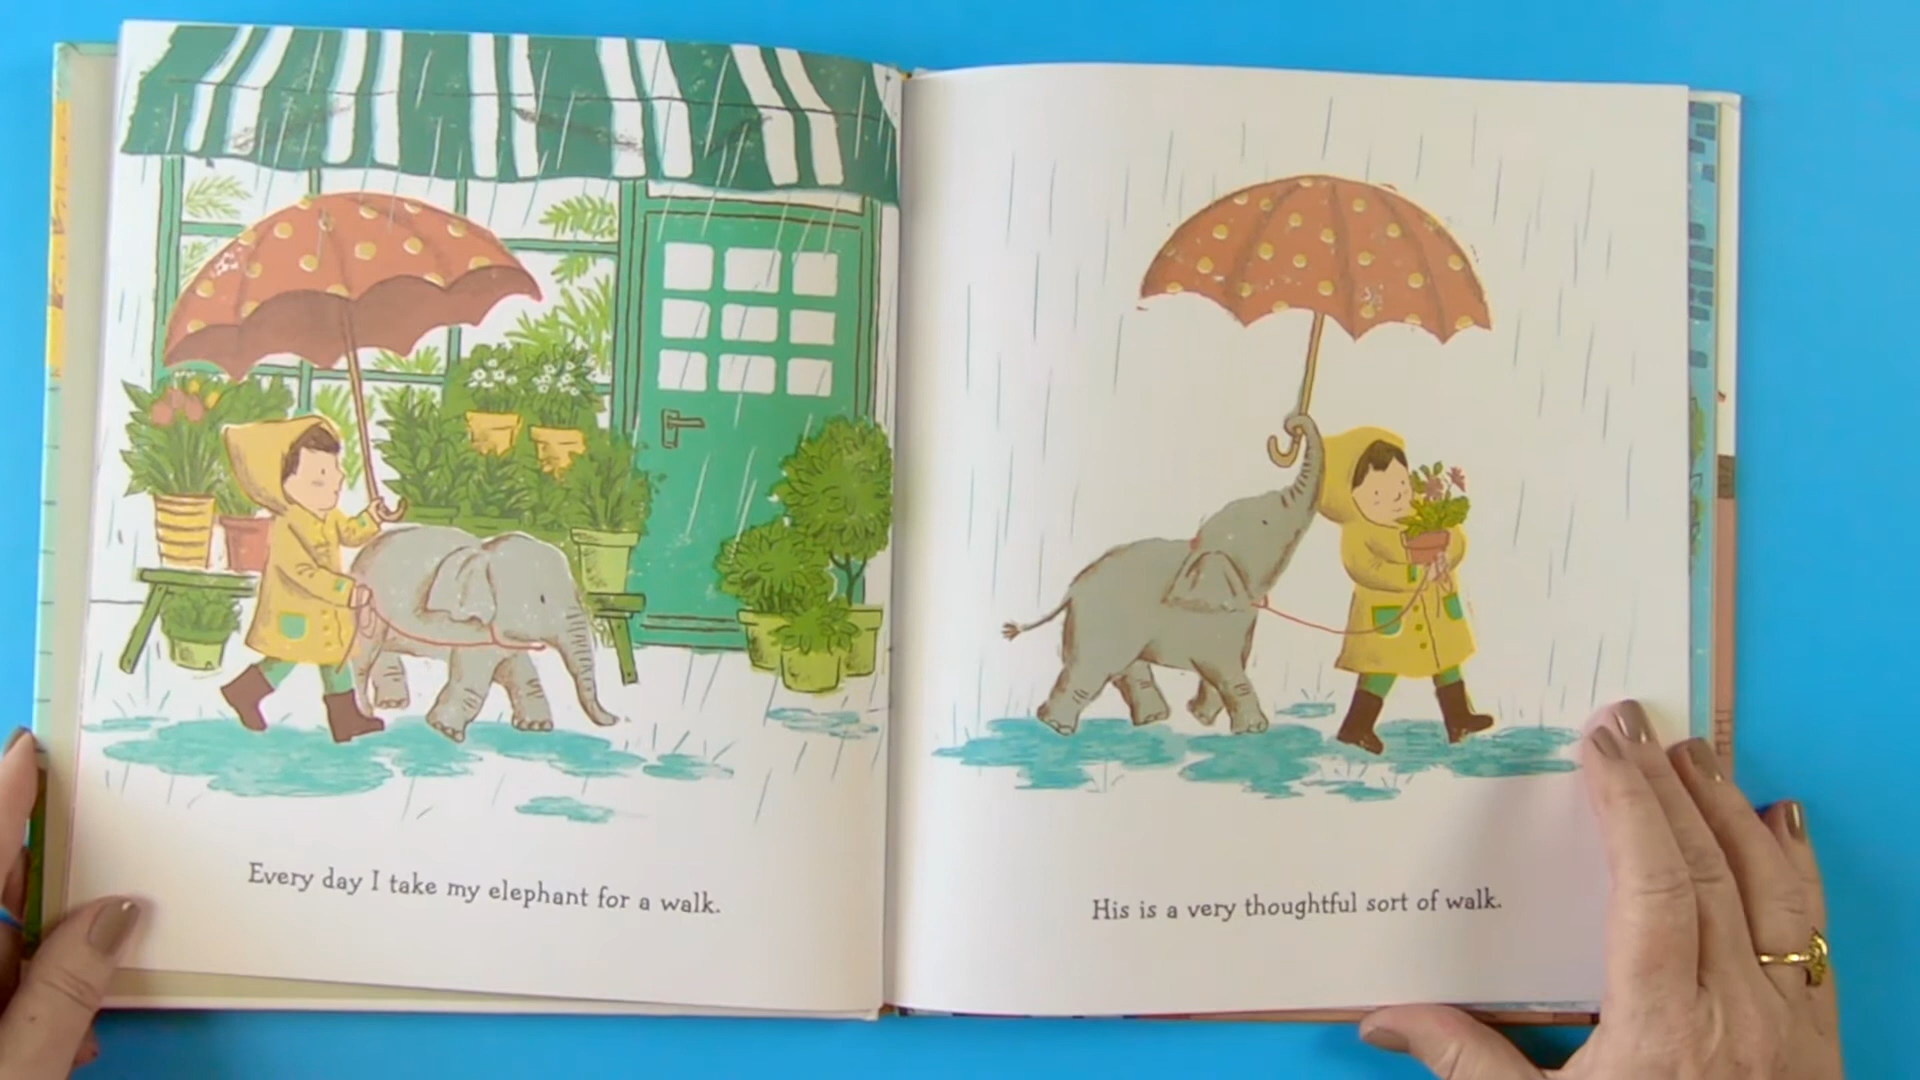 Every day I take my elephant for a walk.
His is a very thoughtful sort of walk.